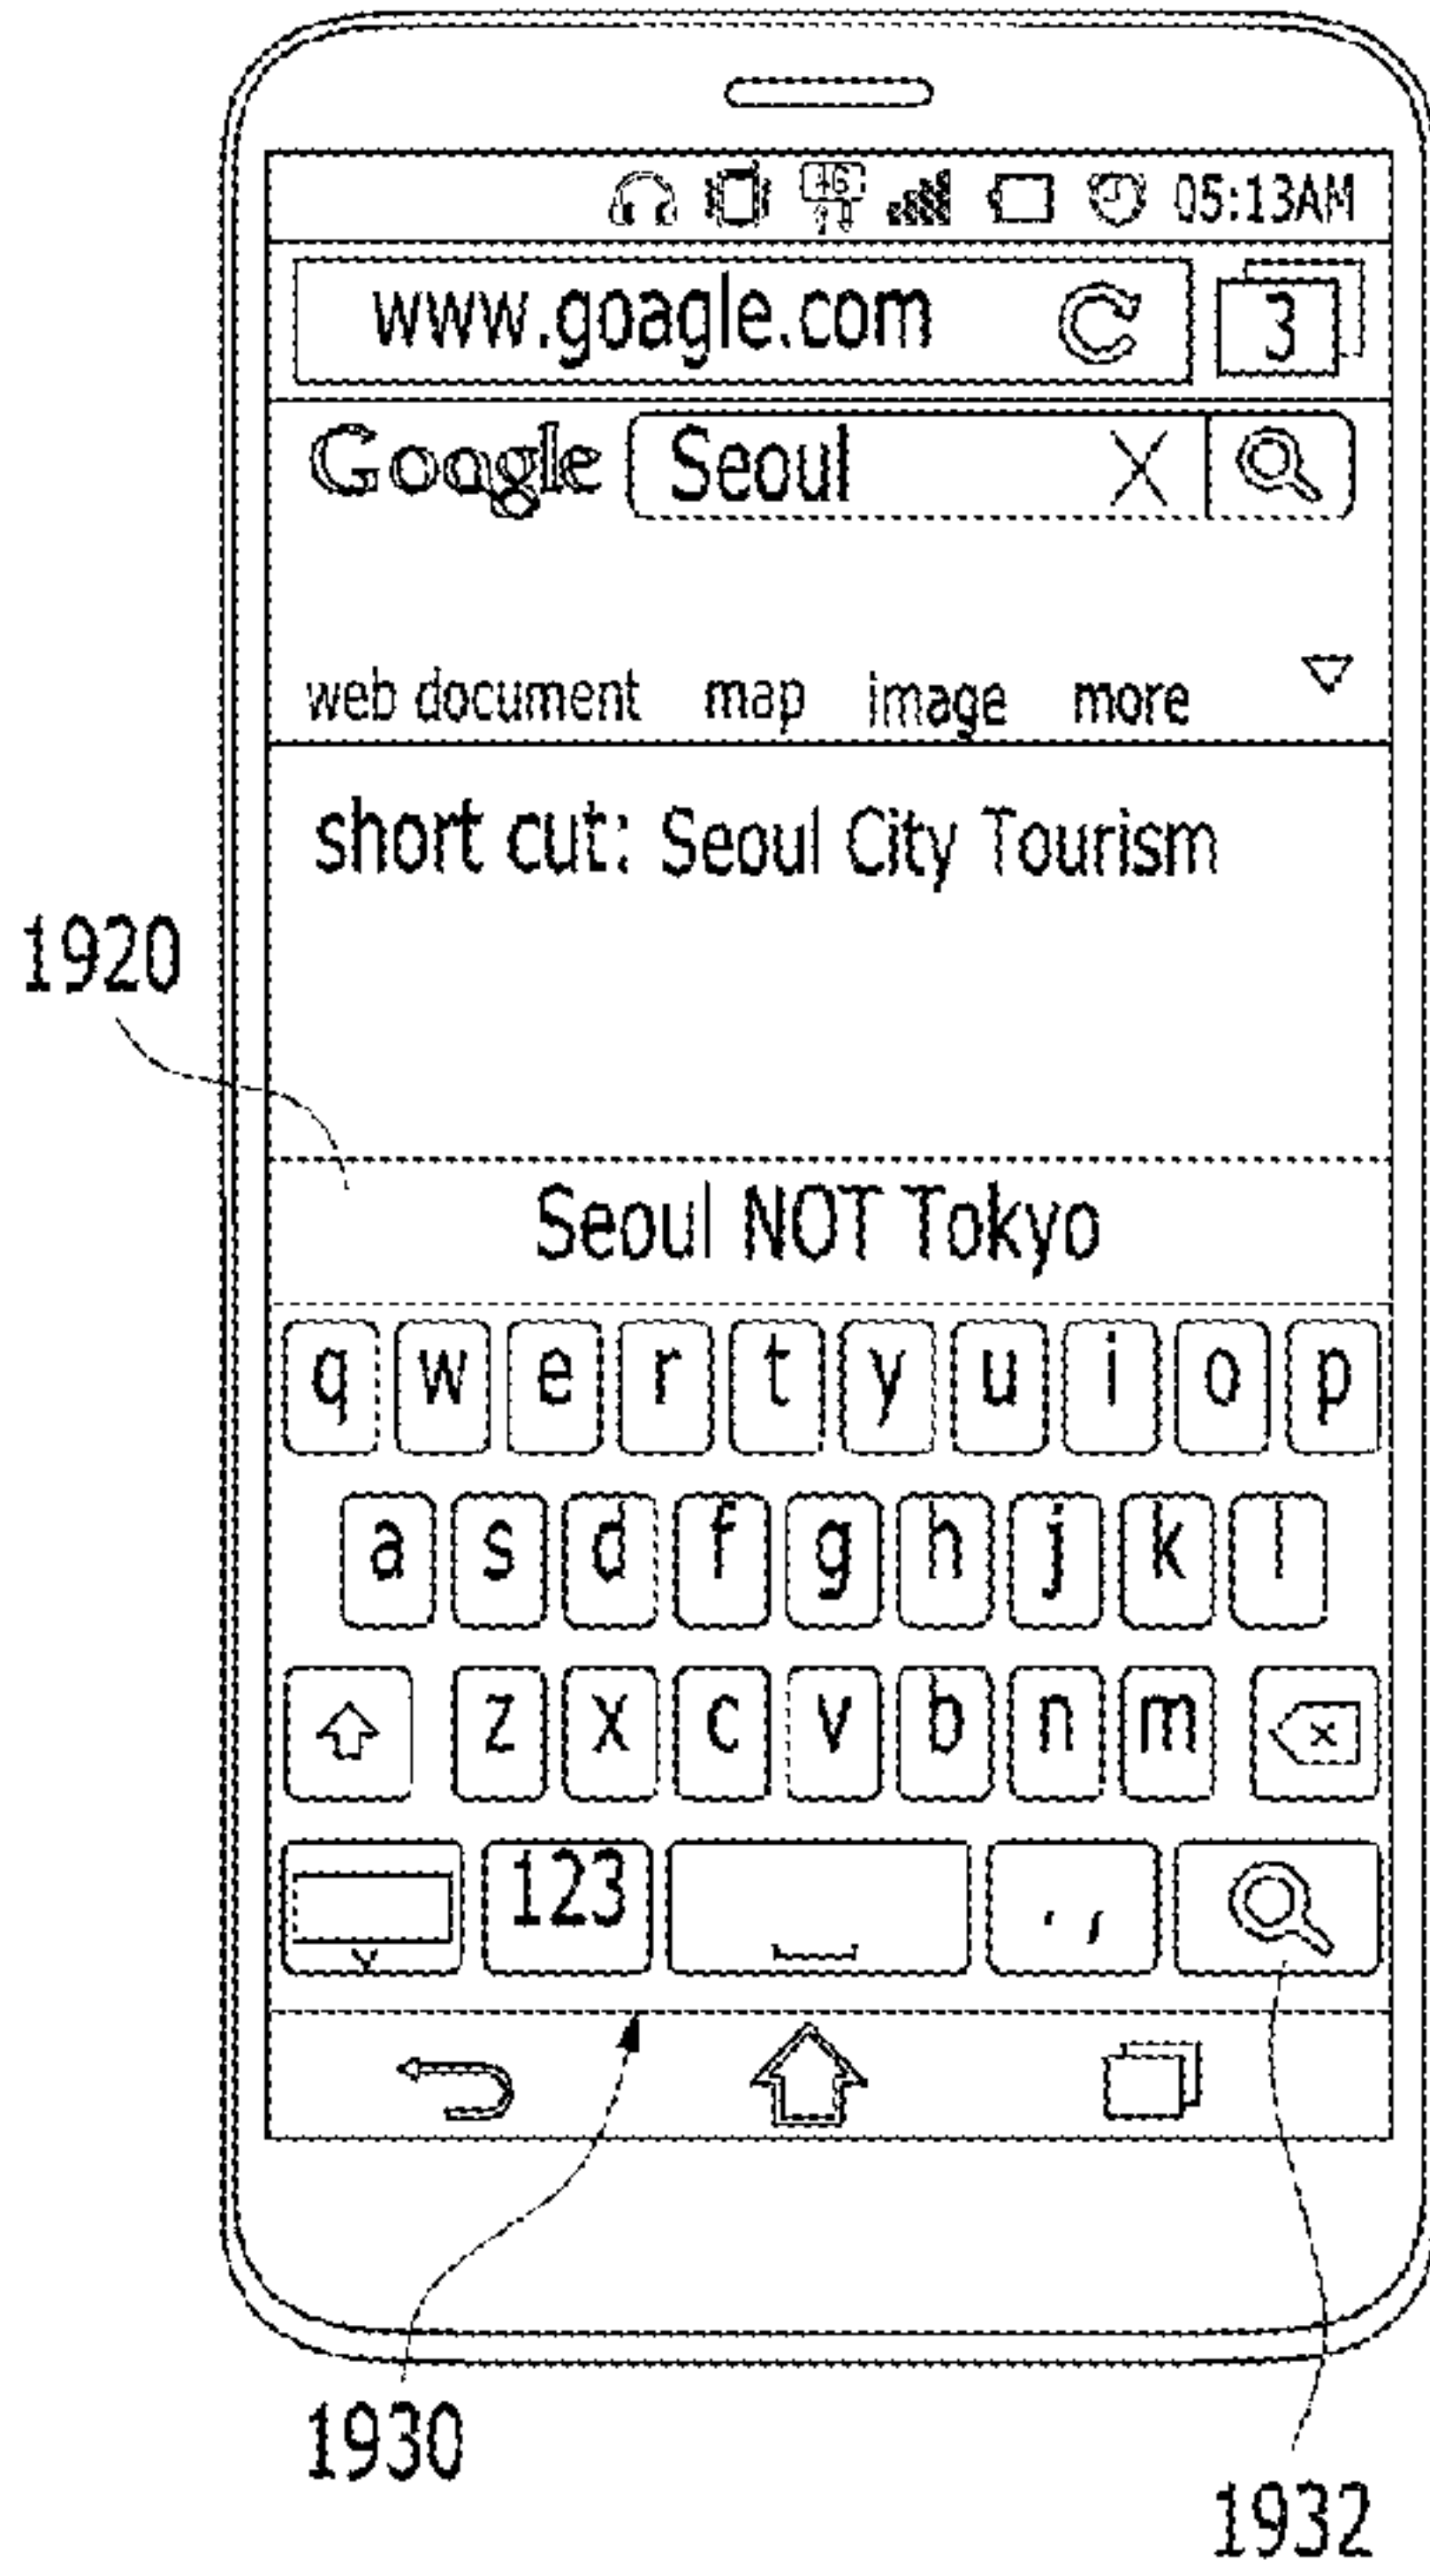 05:13AM
www.goagle.com 3
Goagle Seoul
web document map image more
short cut: Seoul City Tourism
1920
Seoul NOT Tokyo
q w e r t y u i o p
a s d f g h j k l
z x c v b n m
123 . ,
1930
1932